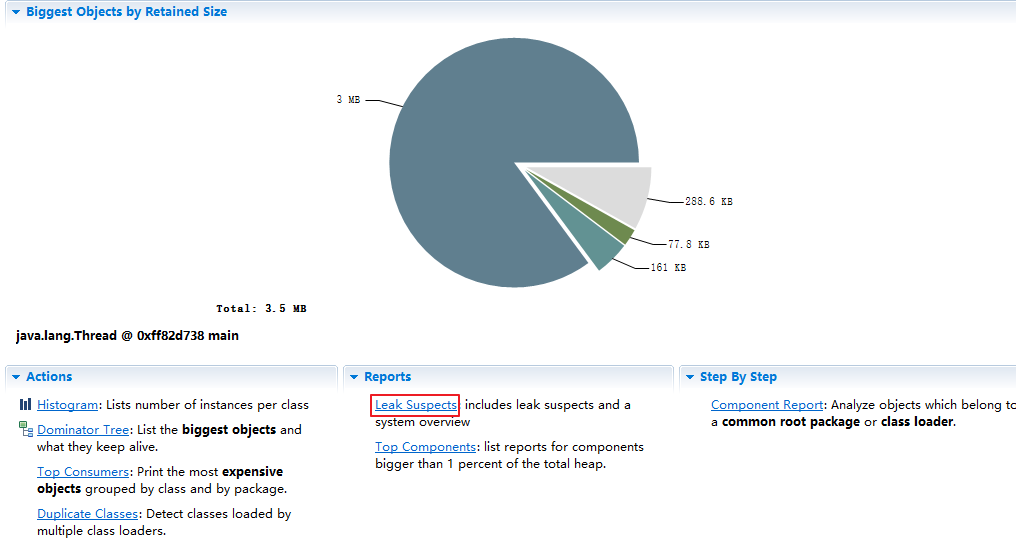 Biggest Objects by Retained Size
3 MB
288.6 KB
77.8 KB
161 KB
Total: 3.5 MB
java.lang.Thread @ 0xff82d738 main
Actions
Histogram: Lists number of instances per class
Dominator Tree: List the biggest objects and
what they keep alive.
Top Consumers: Print the most expensive
objects grouped by class and by package.
Duplicate Classes: Detect classes loaded by
multiple class loaders.
Reports
Leak Suspects: includes leak suspects and a
system overview
Top Components: list reports for components
bigger than 1 percent of the total heap.
Step By Step
Component Report: Analyze objects which belong to
a common root package or class loader.